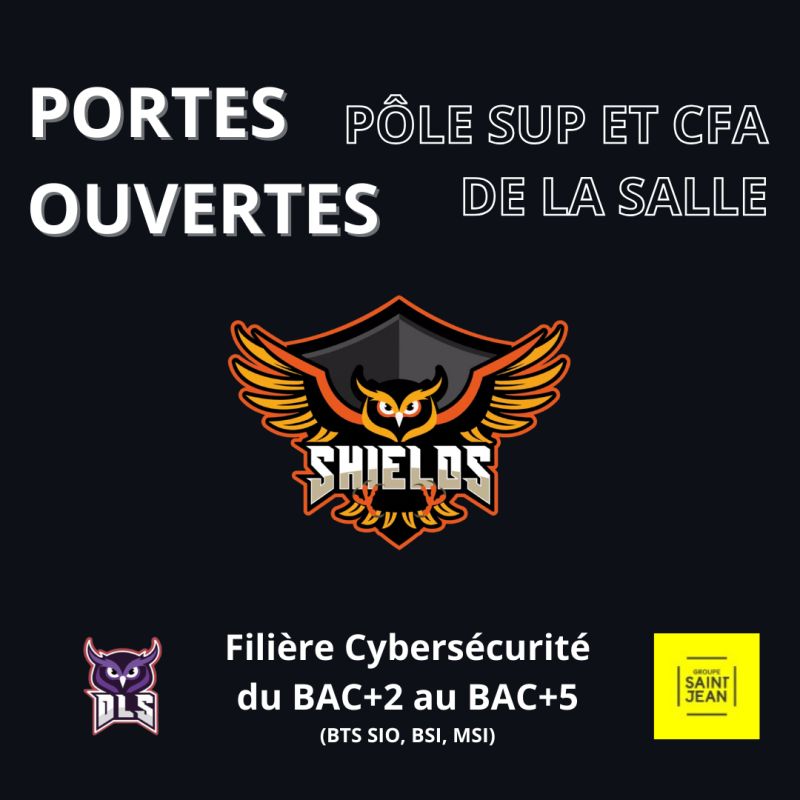 PORTES
OUVERTES
PÔLE SUP ET CFA
DE LA SALLE
SHIELDS
Filière Cybersécurité
du BAC+2 au BAC+5
(BTS SIO, BSI, MSI)
DLS
GROUPE
SAINT
JEAN